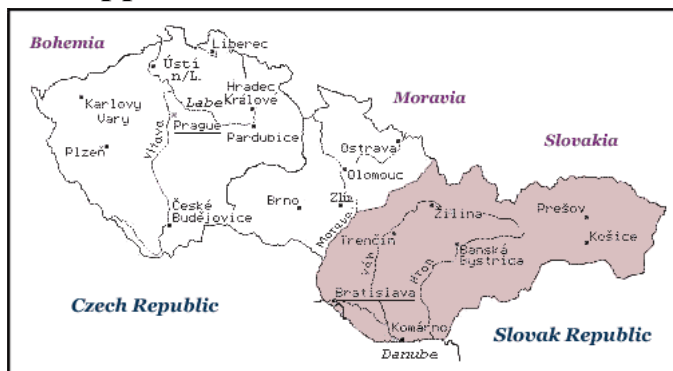 Bohemia
Liberec
Ústí
n/L.
Hradec
Králové
Moravia
Karlovy
Vary
Labe
Prague
Pardubice
Slovakia
Plzeň
Vltava
Ostrava
Olomouc
České
Budějovice
Brno
Zlín
Morava
Žilina
Prešov
Trenčín
Košice
Banská
Bystrica
Váh
Hron
Bratislava
Czech Republic
Komárno
Slovak Republic
Danube